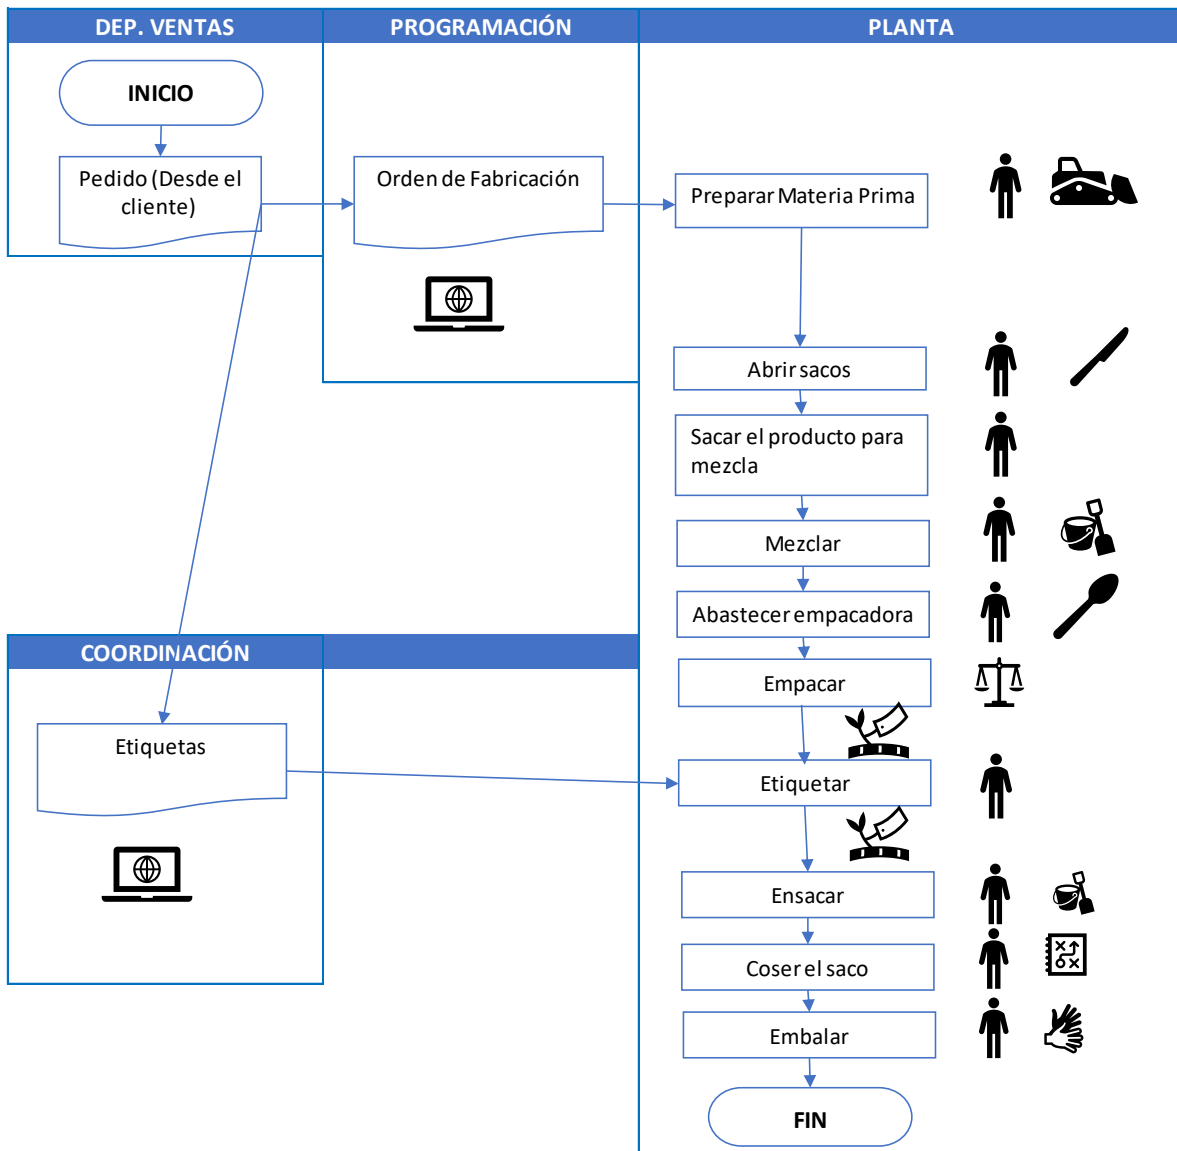 DEP. VENTAS
PROGRAMACIÓN
PLANTA
INICIO
Pedido (Desde el
cliente)
Orden de Fabricación
Preparar Materia Prima
Abrir sacos
Sacar el producto para
mezcla
Mezclar
Abastecer empacadora
COORDINACIÓN
Empacar
Etiquetas
Etiquetar
Ensacar
Coser el saco
Embalar
FIN